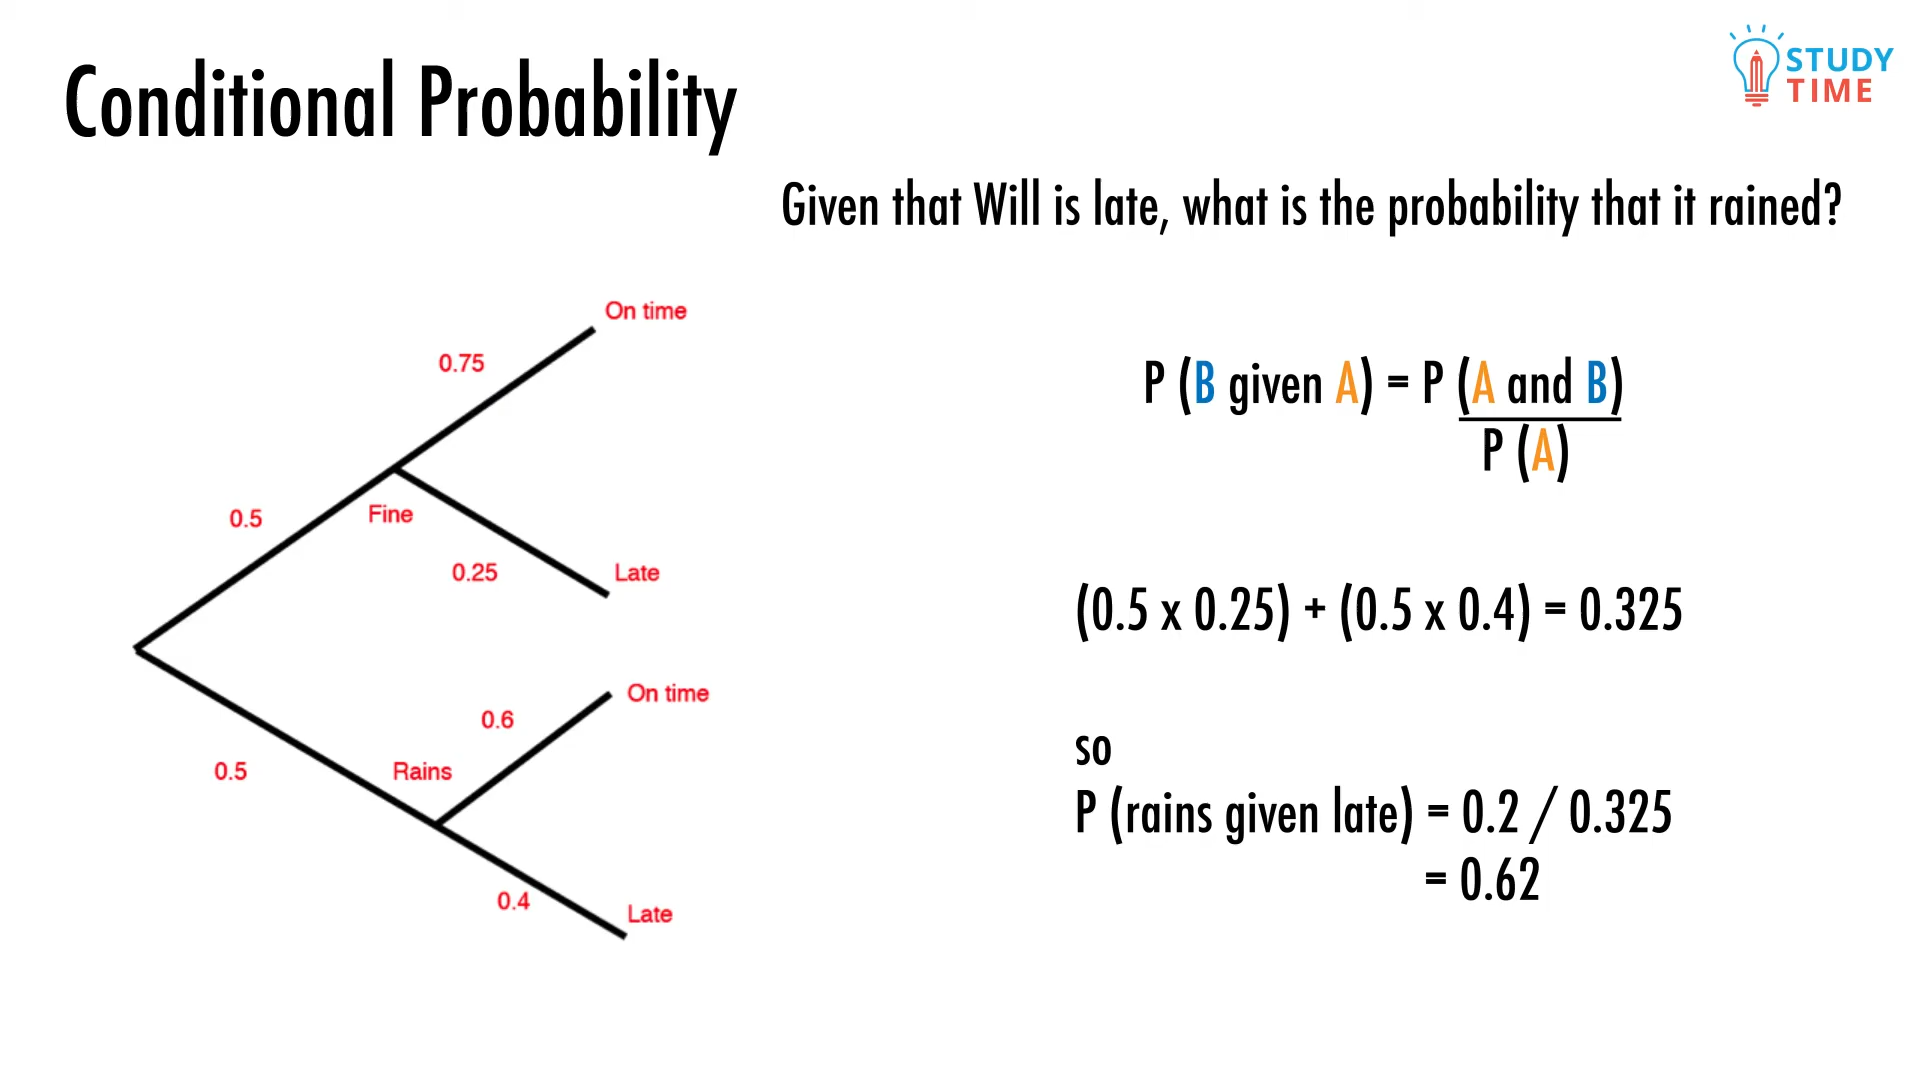 Conditional Probability
STUDY
TIME
Given that Will is late, what is the probability that it rained?
On time
0.75
0.5
Fine
0.25
Late
On time
0.6
0.5
Rains
0.4
Late
P (B given A) = P (A and B)
P (A)
(0.5 x 0.25) + (0.5 x 0.4) = 0.325
so
P (rains given late) = 0.2 / 0.325
= 0.62